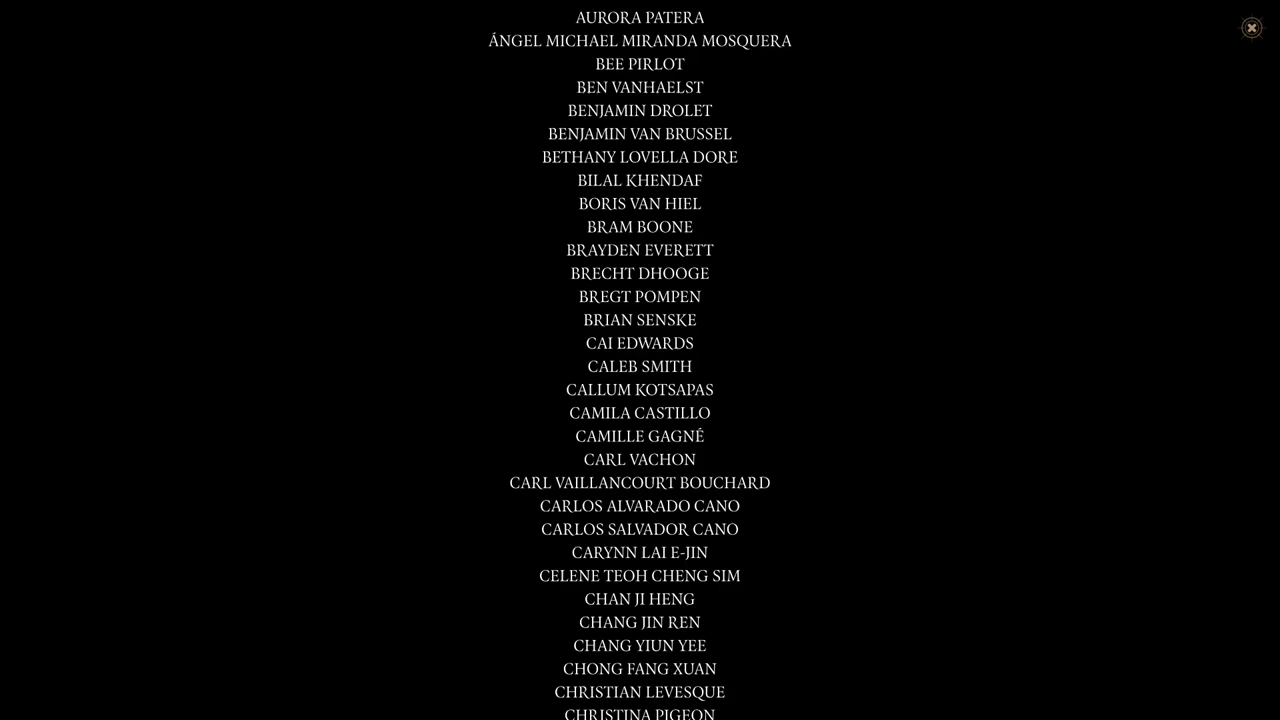 AURORA PATERA
ÁNGEL MICHAEL MIRANDA MOSQUERA
BEE PIRLOT
BEN VANHAELST
BENJAMIN DROLET
BENJAMIN VAN BRUSSEL
BETHANY LOVELLA DORE
BILAL KHENDAF
BORIS VAN HIEL
BRAM BOONE
BRAYDEN EVERETT
BRECHT DHOOGE
BREGT POMPEN
BRIAN SENSKE
CAI EDWARDS
CALEB SMITH
CALLUM KOTSAPAS
CAMILA CASTILLO
CAMILLE GAGNÉ
CARL VACHON
CARL VAILLANCOURT BOUCHARD
CARLOS ALVARADO CANO
CARLOS SALVADOR CANO
CARYNN LAI E-JIN
CELENE TEOH CHENG SIM
CHAN JI HENG
CHANG JIN REN
CHANG YIUN YEE
CHONG FANG XUAN
CHRISTIAN LEVESQUE
CHRISTINA PIGEON